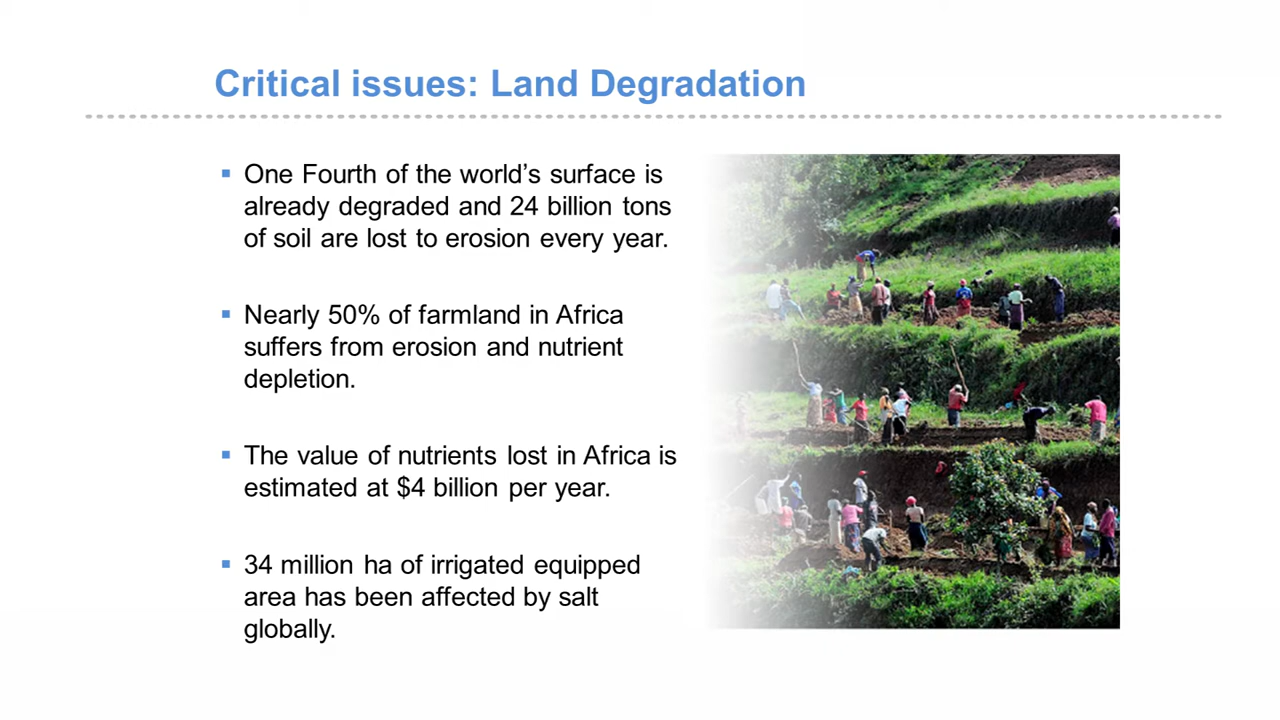 Critical issues: Land Degradation
▪ One Fourth of the world’s surface is
already degraded and 24 billion tons
of soil are lost to erosion every year.
▪ Nearly 50% of farmland in Africa
suffers from erosion and nutrient
depletion.
▪ The value of nutrients lost in Africa is
estimated at $4 billion per year.
▪ 34 million ha of irrigated equipped
area has been affected by salt
globally.